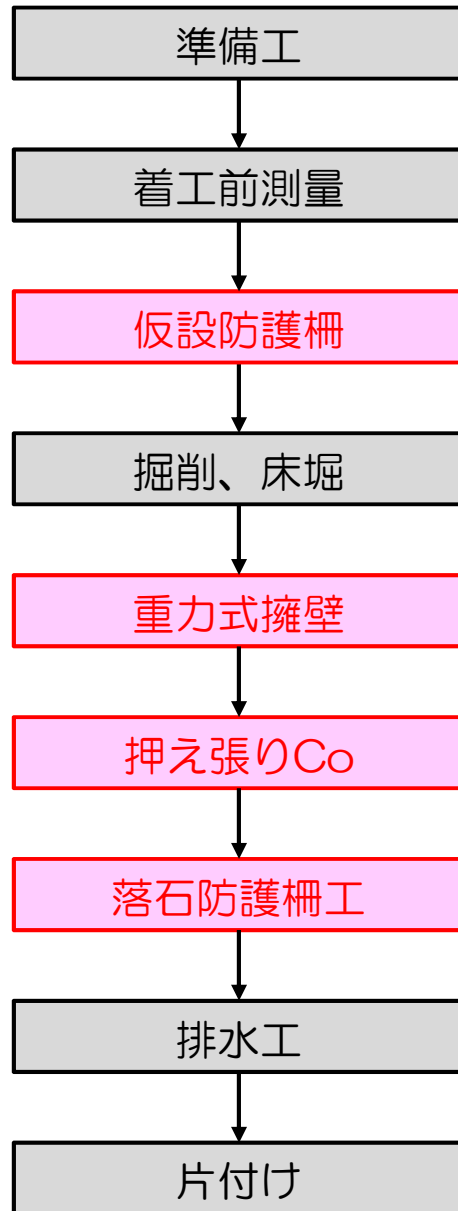 準備工
着工前測量
仮設防護柵
掘削、床堀
重力式擁壁
押え張りCo
落石防護柵工
排水工
片付け